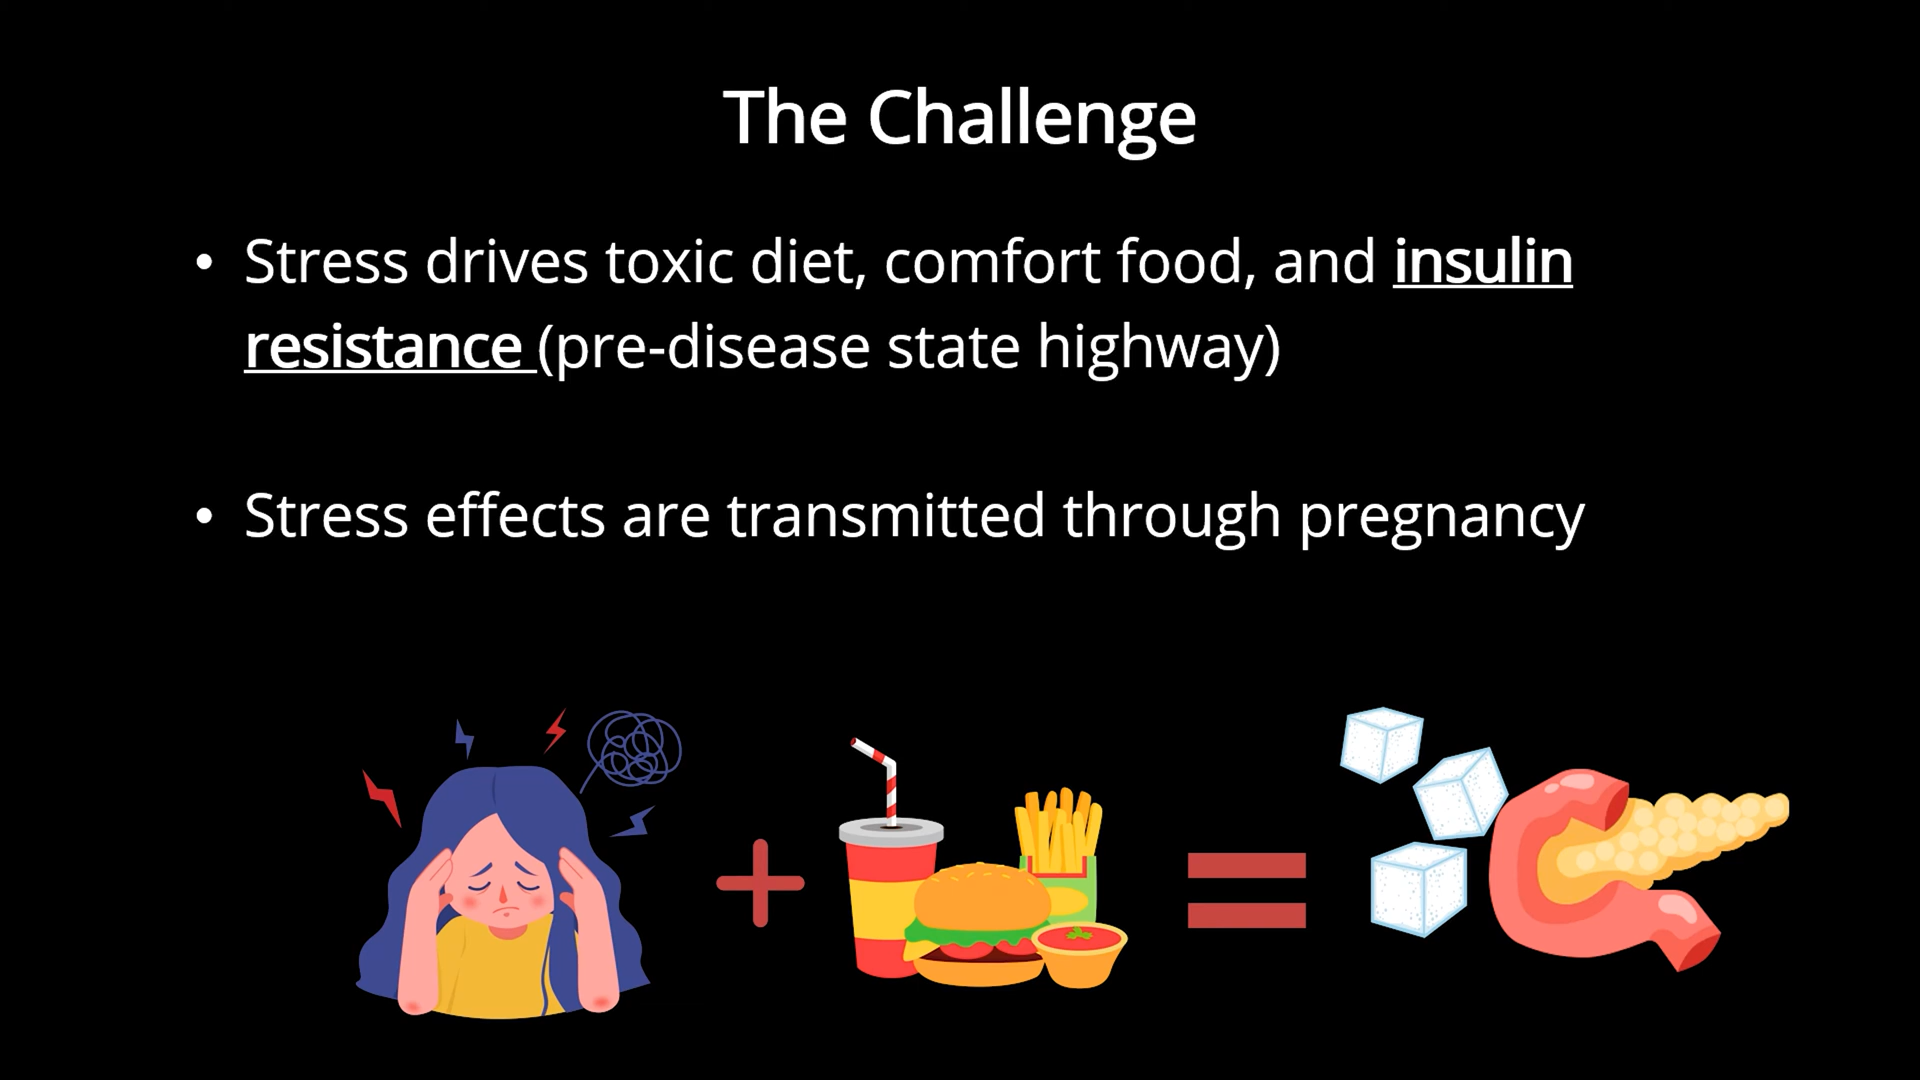 The Challenge
• Stress drives toxic diet, comfort food, and insulin
resistance (pre-disease state highway)
• Stress effects are transmitted through pregnancy